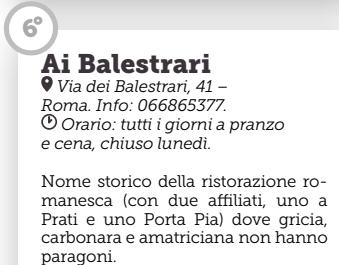 6°
Ai Balestrari
Via dei Balestrari, 41 –
Roma. Info: 066865377.
Orario: tutti i giorni a pranzo
e cena, chiuso lunedì.
Nome storico della ristorazione ro-
manesca (con due affiliati, uno a
Prati e uno Porta Pia) dove gricia,
carbonara e amatriciana non hanno
paragoni.